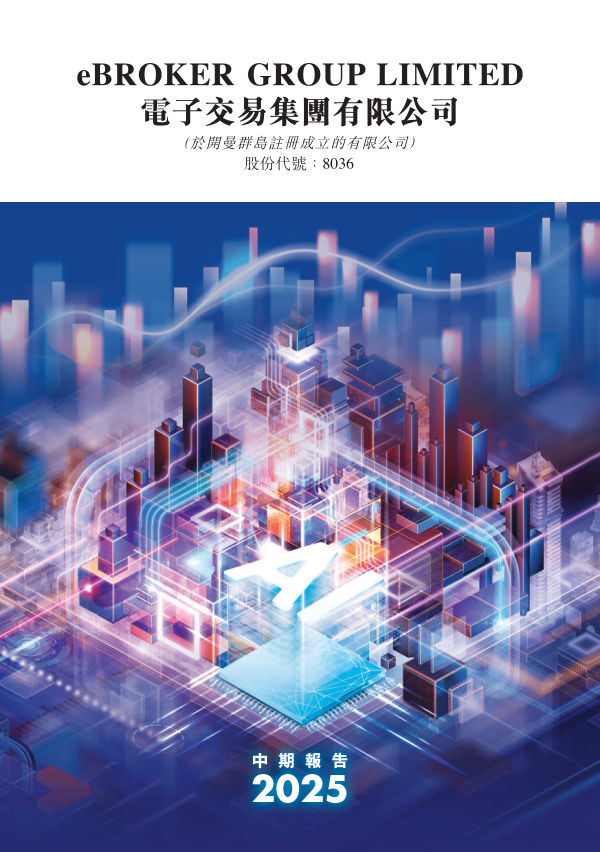 eBROKER GROUP LIMITED
電子交易集團有限公司
(於開曼群島註冊成立的有限公司)
股份代號：8036
AI
中期報告
2025